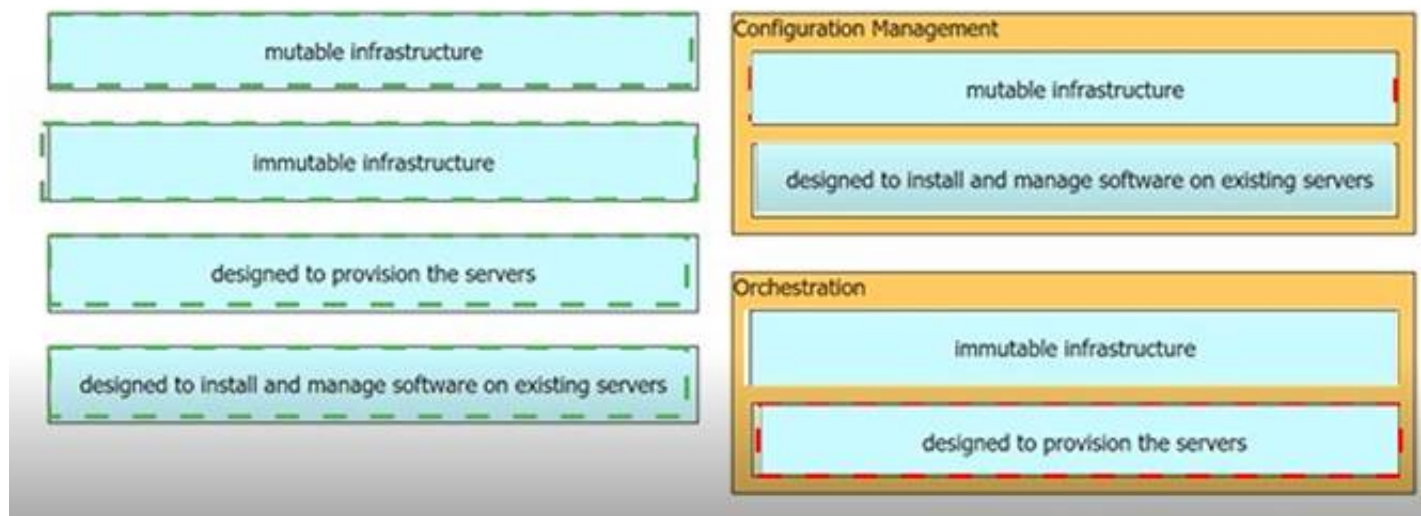 mutable infrastructure
immutable infrastructure
designed to provision the servers
designed to install and manage software on existing servers
Configuration Management
mutable infrastructure
designed to install and manage software on existing servers
Orchestration
immutable infrastructure
designed to provision the servers